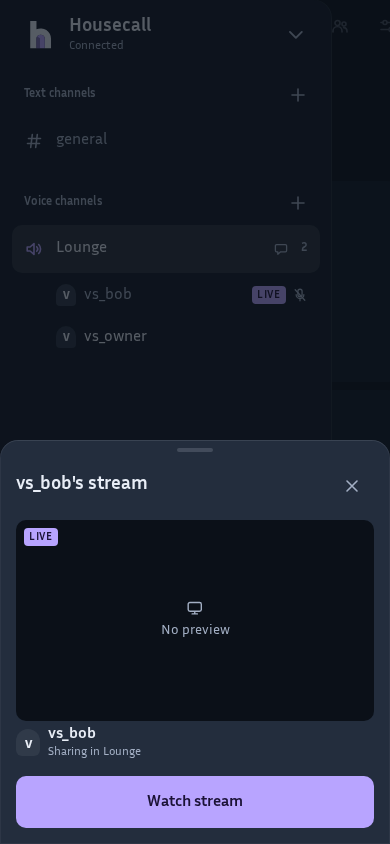 Housecall
Connected
Text channels
general
Voice channels
Lounge 2
V vs_bob LIVE
V vs_owner
vs_bob's stream
LIVE
No preview
V vs_bob
Sharing in Lounge
Watch stream